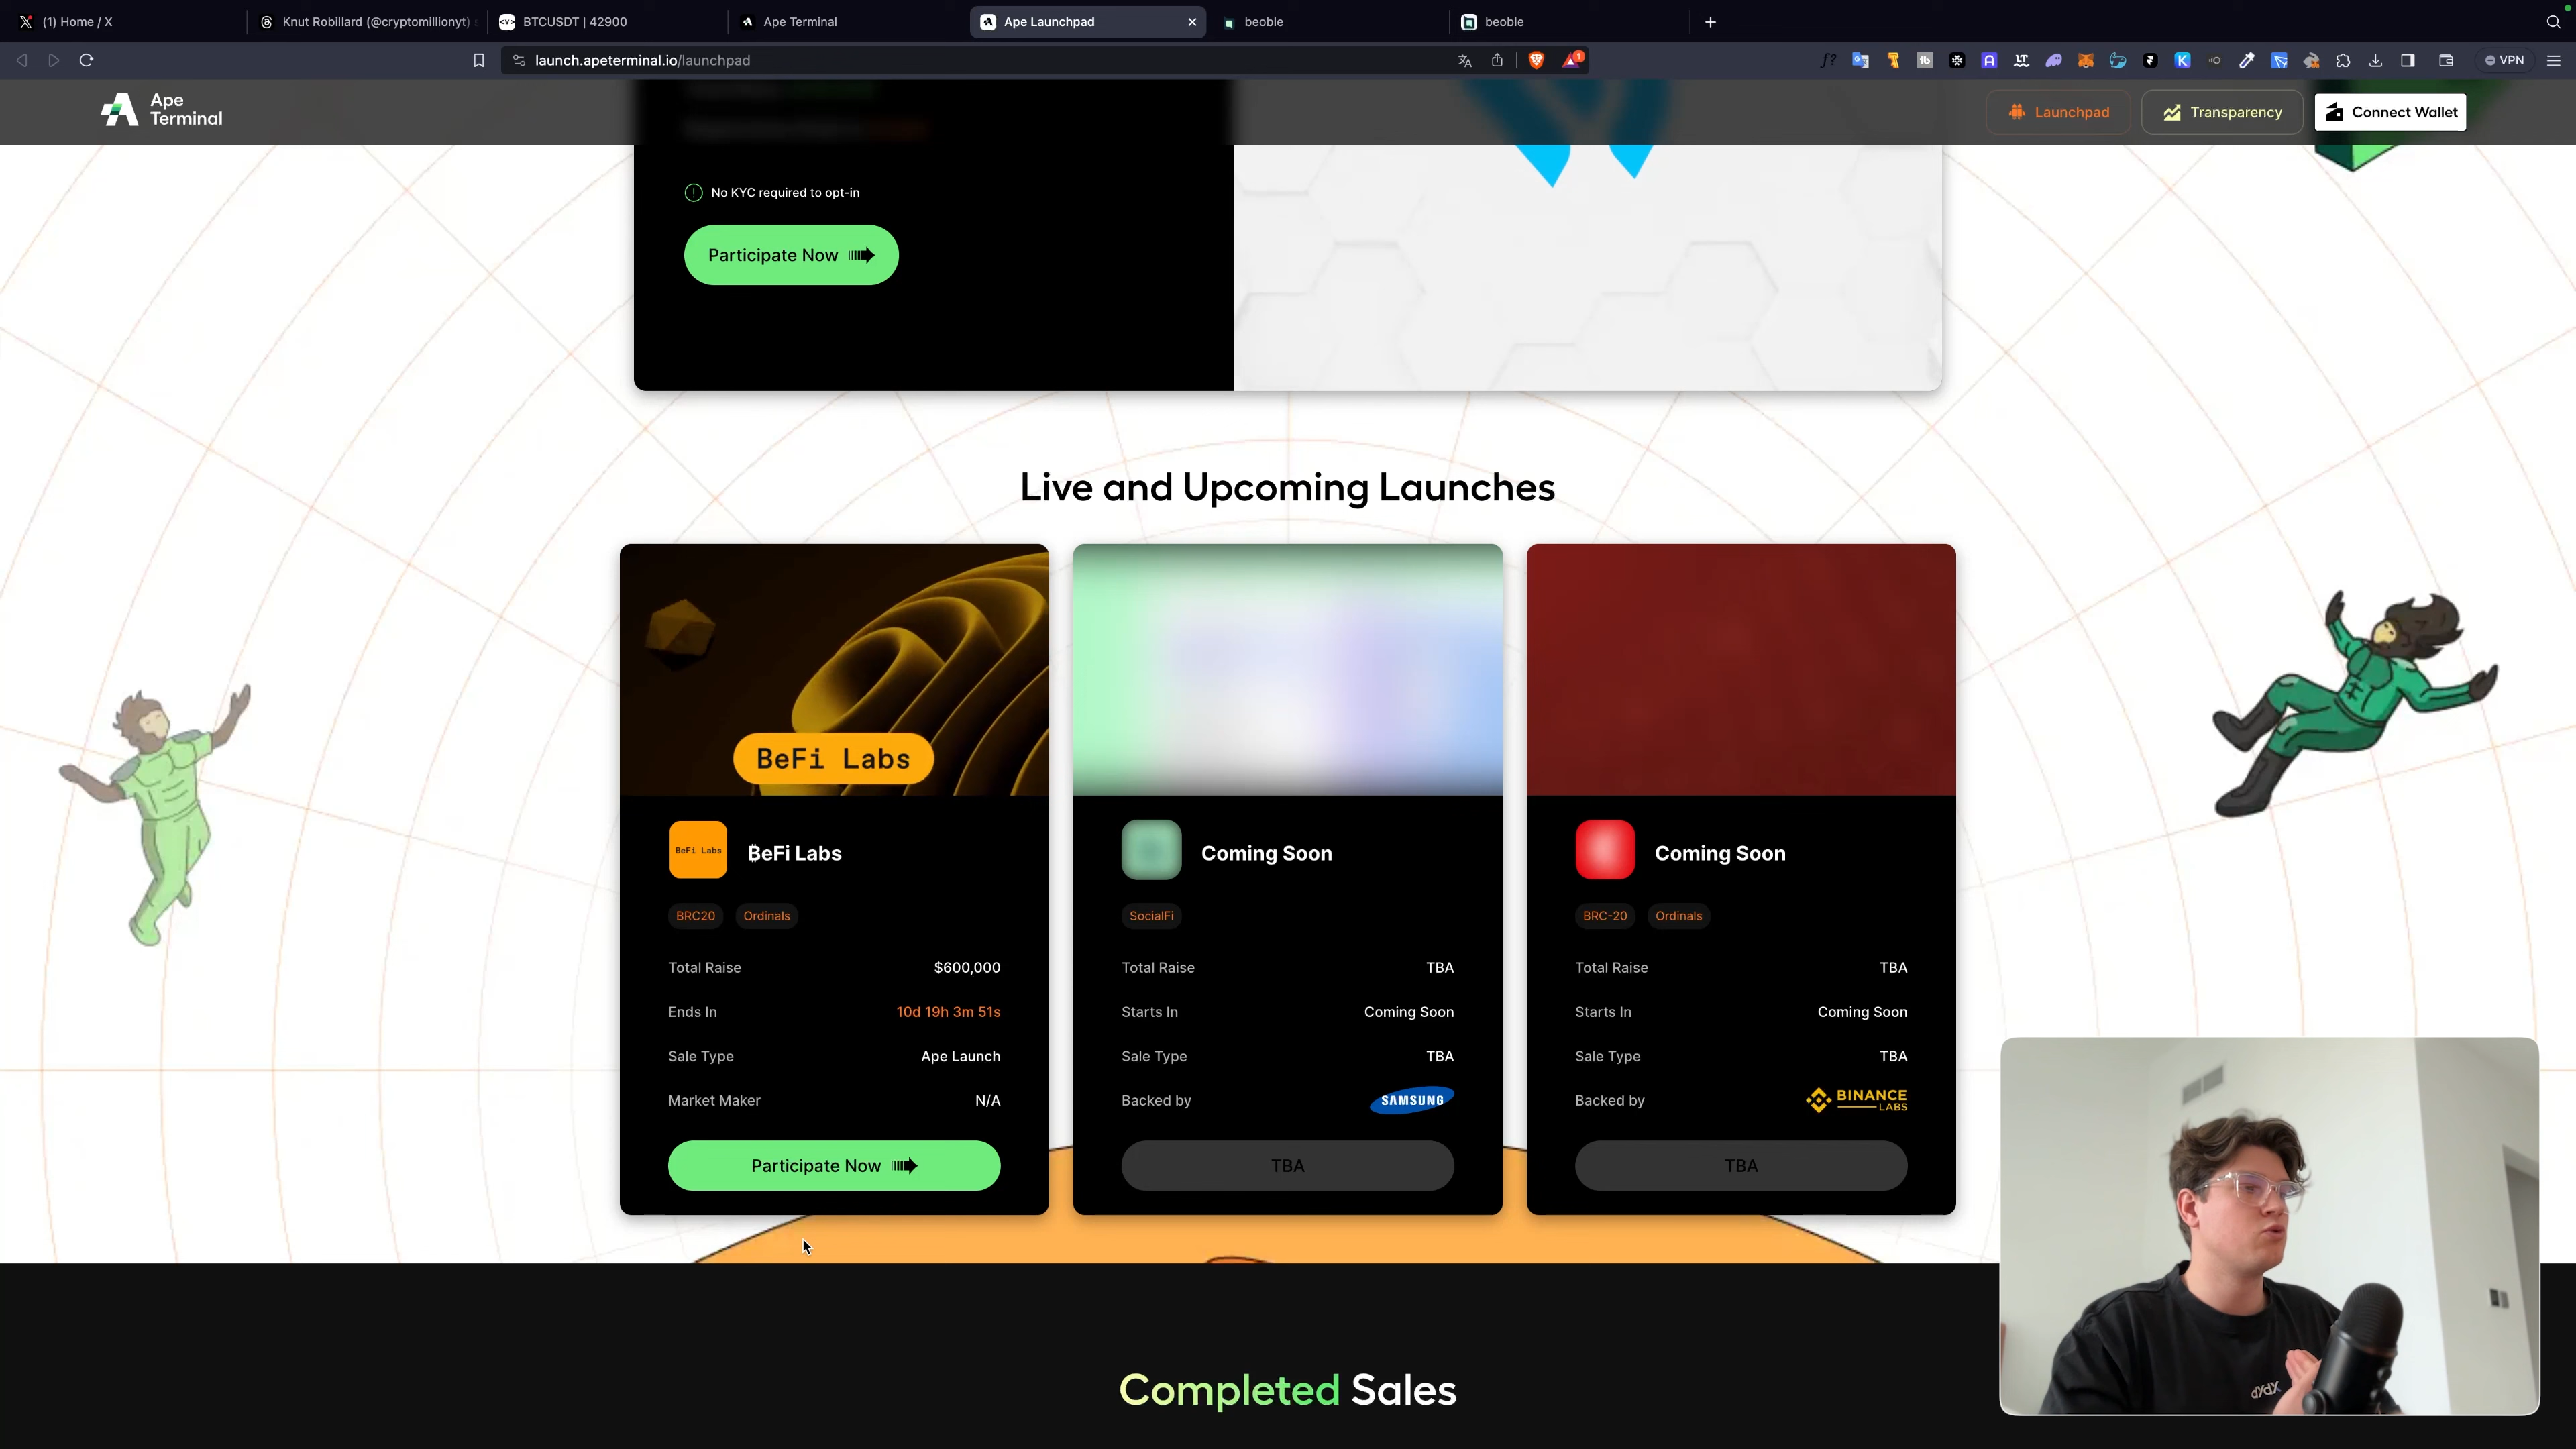 (1) Home / X
Knut Robillard (@cryptomillionyt)
BTCUSDT | 42900
Ape Terminal
Ape Launchpad
beoble
beoble
launch.apeterminal.io/launchpad
1
VPN
Ape
Terminal
Launchpad
Transparency
Connect Wallet
No KYC required to opt-in
Participate Now
Live and Upcoming Launches
BeFi Labs
BeFi Labs
₿eFi Labs
BRC20
Ordinals
Total Raise
$600,000
Ends In
10d 19h 3m 51s
Sale Type
Ape Launch
Market Maker
N/A
Participate Now
Coming Soon
SocialFi
Total Raise
TBA
Starts In
Coming Soon
Sale Type
TBA
Backed by
SAMSUNG
TBA
Coming Soon
BRC-20
Ordinals
Total Raise
TBA
Starts In
Coming Soon
Sale Type
TBA
Backed by
BINANCE
LABS
TBA
Completed Sales
dYdX